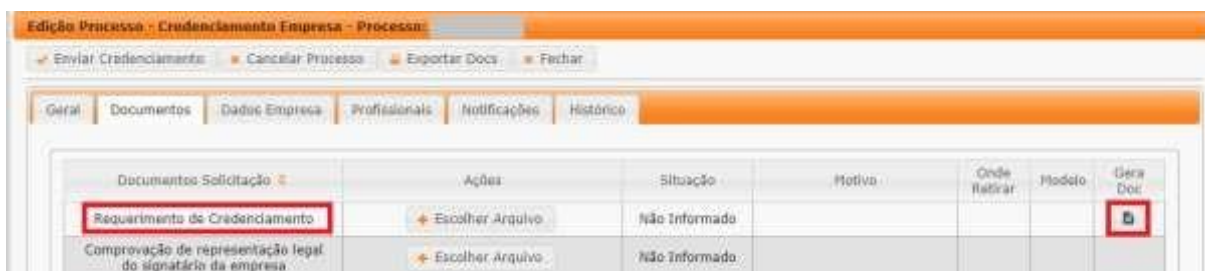 Edição Processo - Credenciamento Empresa - Processo:
Enviar Credenciamento Cancelar Processo Exportar Docs Fechar
Geral Documentos Dados Empresa Profissionais Notificações Histórico
Documentos Solicitação Ações Situação Motivo Onde Retirar Modelo Gera Doc
Requerimento de Credenciamento + Escolher Arquivo Não Informado
Comprovação de representação legal
do signatário da empresa + Escolher Arquivo Não Informado